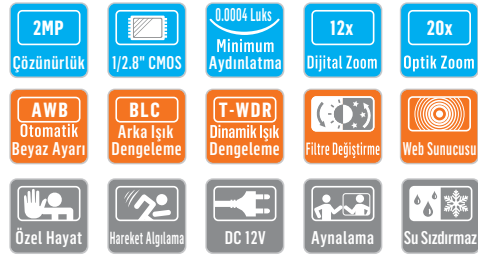 2MP
Çözünürlük
1/2.8" CMOS
0.0004 Luks
Minimum
Aydınlatma
12x
Dijital Zoom
20x
Optik Zoom
AWB
Otomatik
Beyaz Ayarı
BLC
Arka Işık
Dengeleme
T-WDR
Dinamik Işık
Dengeleme
Filtre Değiştirme
Web Sunucusu
Özel Hayat
Hareket Algılama
DC 12V
Aynalama
Su Sızdırmaz